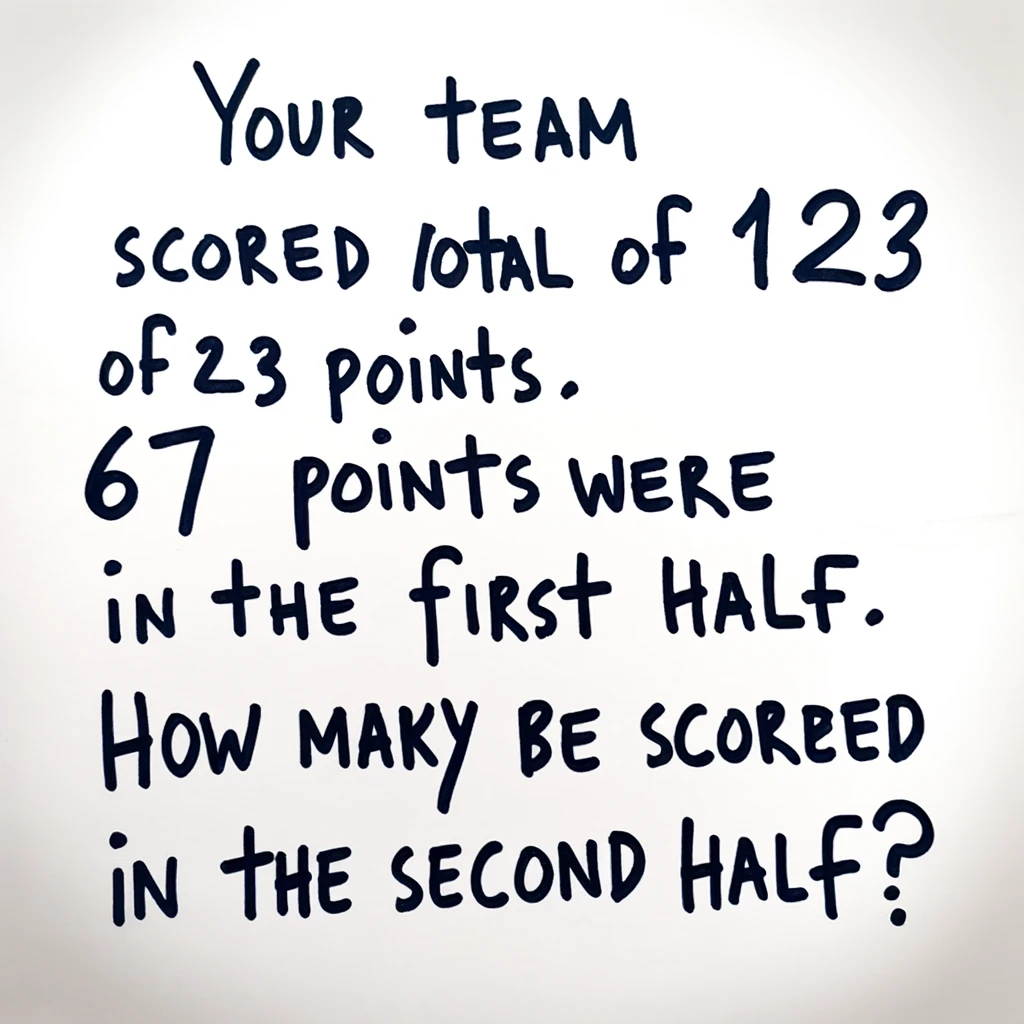 YOUR tEAM
SCORED totAL of 123
of 23 points.
67 points WERE
iN tHE fiRSt HALf.
HOW MAKY BE SCORBED
iN tHE SECOND HALf?